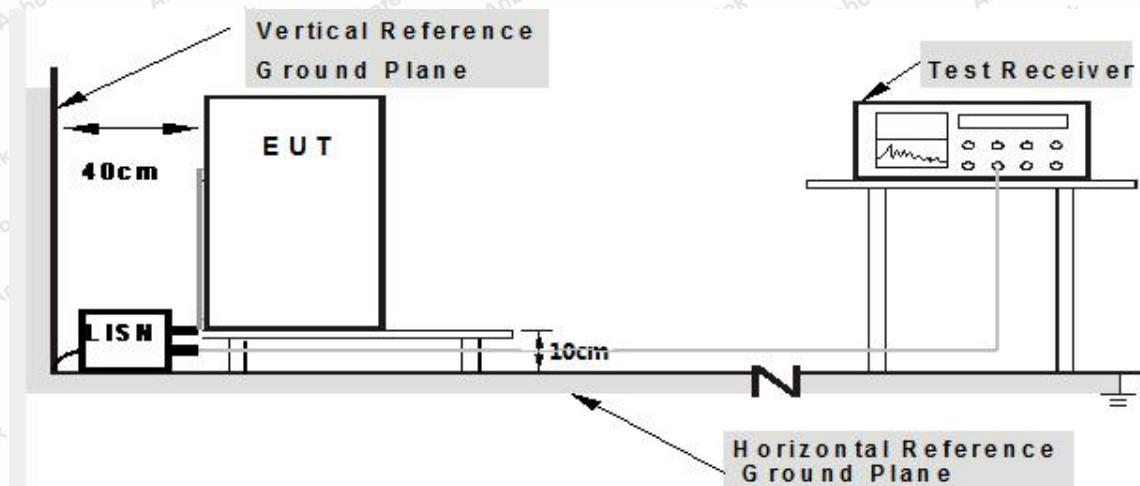 Vertical Reference
Ground Plane
Test Receiver
EUT
40cm
LISN
10cm
Horizontal Reference
Ground Plane